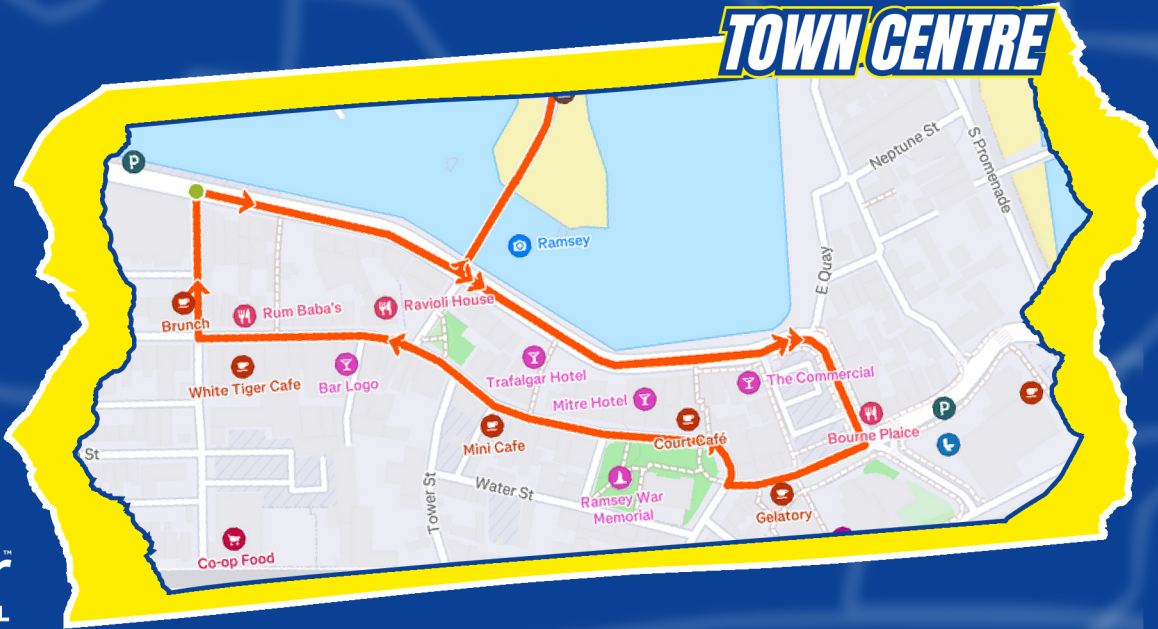 TOWN CENTRE
P
Neptune St
S Promenade
Ramsey
E Quay
Rum Baba's
Ravioli House
Brunch
Trafalgar Hotel
The Commercial
White Tiger Cafe
Bar Logo
Mitre Hotel
P
Bourne Plaice
Mini Cafe
Court Café
St
Tower St
Water St
Ramsey War
Memorial
Gelatory
Co-op Food
TM
L